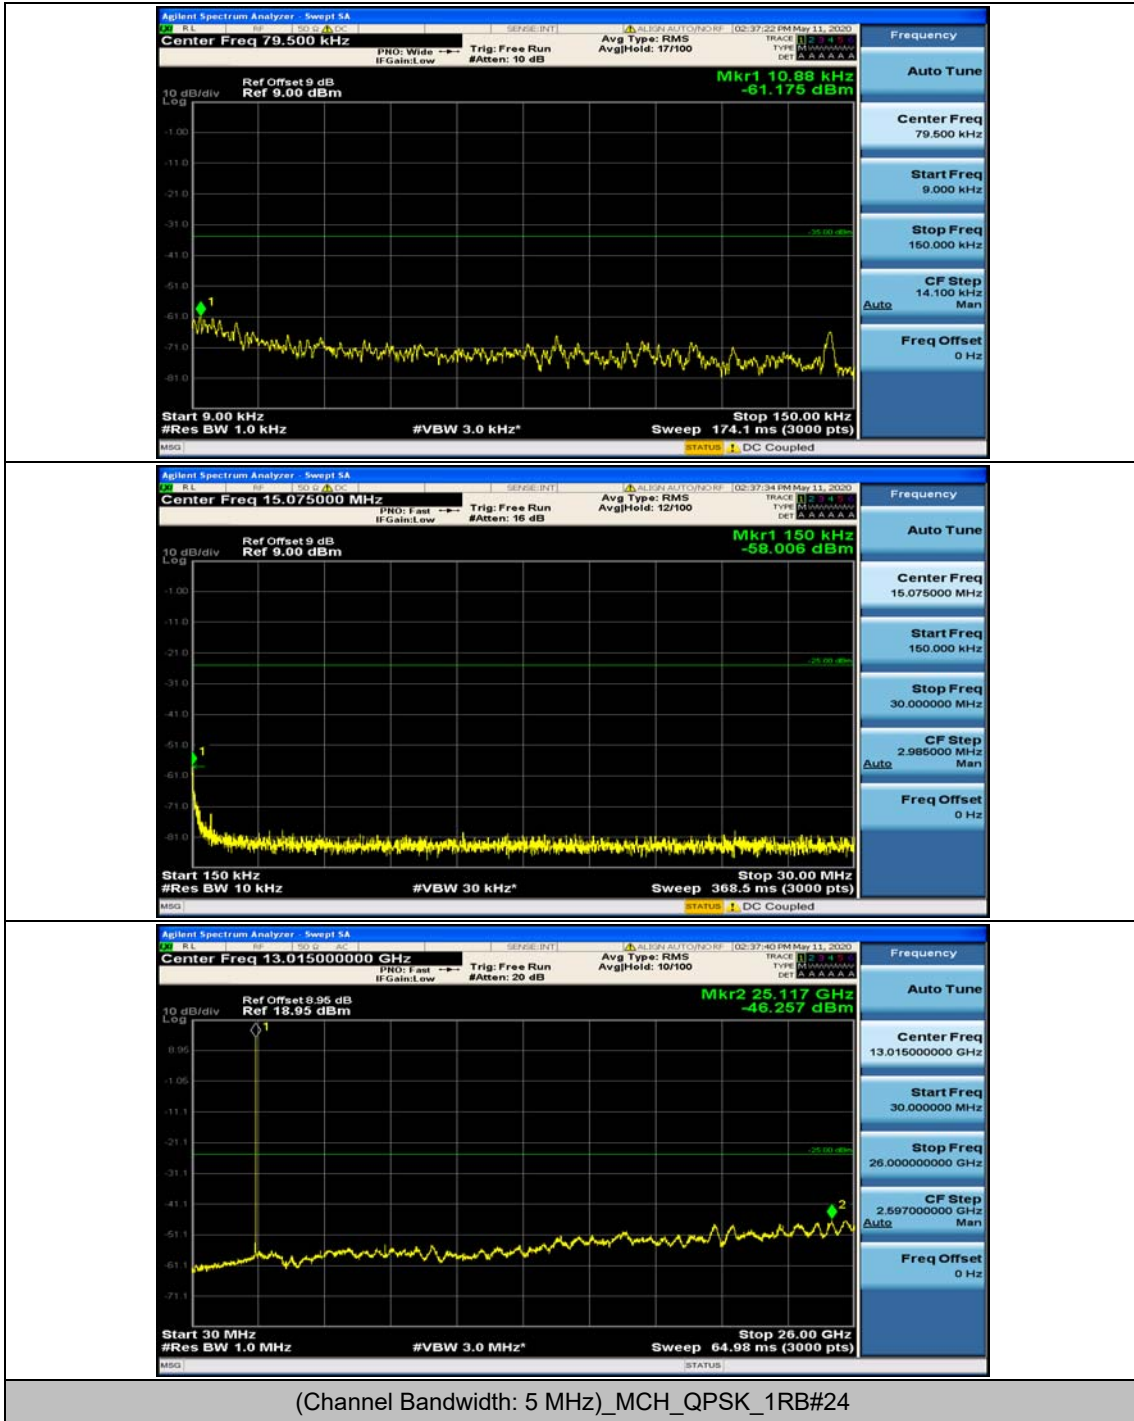 Agilent Spectrum Analyzer - Swept SA
RL RF 50 Ω DC SENSE:INT ALIGN AUTO/NO RF 02:37:22 PM May 11, 2020
Center Freq 79.500 kHz
PNO: Wide Trig: Free Run Avg Type: RMS TRACE 1 2 3 4 5 6
IFGain:Low #Atten: 10 dB Avg|Hold: 17/100 TYPE M
DET A A A A A A
Ref Offset 9 dB Mkr1 10.88 kHz
10 dB/div Ref 9.00 dBm -61.175 dBm
Log
-1.00
-11.0
-21.0
-31.0
-35.00 dBm
-41.0
-51.0
1
-61.0
-71.0
-81.0
Start 9.00 kHz Stop 150.00 kHz
#Res BW 1.0 kHz #VBW 3.0 kHz* Sweep 174.1 ms (3000 pts)
MSG STATUS DC Coupled
Frequency
Auto Tune
Center Freq
79.500 kHz
Start Freq
9.000 kHz
Stop Freq
150.000 kHz
CF Step
14.100 kHz
Auto Man
Freq Offset
0 Hz
Agilent Spectrum Analyzer - Swept SA
RL RF 50 Ω DC SENSE:INT ALIGN AUTO/NO RF 02:37:34 PM May 11, 2020
Center Freq 15.075000 MHz
PNO: Fast Trig: Free Run Avg Type: RMS TRACE 1 2 3 4 5 6
IFGain:Low #Atten: 16 dB Avg|Hold: 12/100 TYPE M
DET A A A A A A
Ref Offset 9 dB Mkr1 150 kHz
10 dB/div Ref 9.00 dBm -58.006 dBm
Log
-1.00
-11.0
-21.0
-25.00 dBm
-31.0
-41.0
-51.0
1
-61.0
-71.0
-81.0
Start 150 kHz Stop 30.00 MHz
#Res BW 10 kHz #VBW 30 kHz* Sweep 368.5 ms (3000 pts)
MSG STATUS DC Coupled
Frequency
Auto Tune
Center Freq
15.075000 MHz
Start Freq
150.000 kHz
Stop Freq
30.000000 MHz
CF Step
2.985000 MHz
Auto Man
Freq Offset
0 Hz
Agilent Spectrum Analyzer - Swept SA
RL RF 50 Ω AC SENSE:INT ALIGN AUTO/NO RF 02:37:40 PM May 11, 2020
Center Freq 13.015000000 GHz
PNO: Fast Trig: Free Run Avg Type: RMS TRACE 1 2 3 4 5 6
IFGain:Low #Atten: 20 dB Avg|Hold: 10/100 TYPE M
DET A A A A A A
Ref Offset 8.95 dB Mkr2 25.117 GHz
10 dB/div Ref 18.95 dBm -46.257 dBm
Log
1
8.95
-1.05
-11.1
-21.1
-25.00 dBm
-31.1
-41.1
2
-51.1
-61.1
-71.1
Start 30 MHz Stop 26.00 GHz
#Res BW 1.0 MHz #VBW 3.0 MHz* Sweep 64.98 ms (3000 pts)
MSG STATUS
Frequency
Auto Tune
Center Freq
13.015000000 GHz
Start Freq
30.000000 MHz
Stop Freq
26.000000000 GHz
CF Step
2.597000000 GHz
Auto Man
Freq Offset
0 Hz
(Channel Bandwidth: 5 MHz)_MCH_QPSK_1RB#24